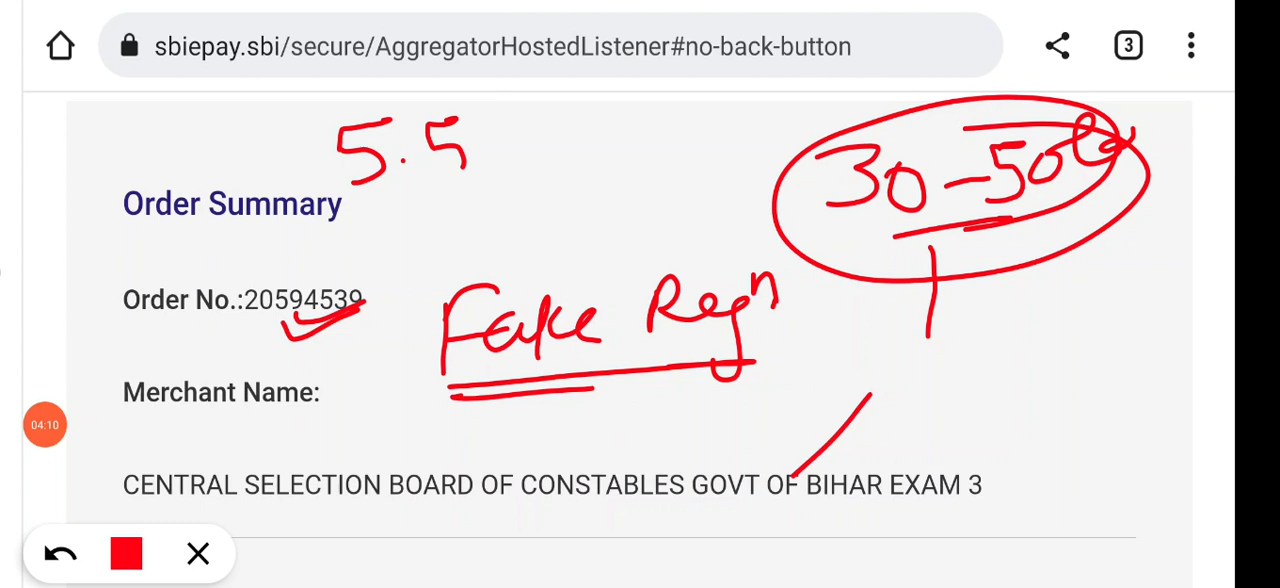 sbiepay.sbi/secure/AggregatorHostedListener#no-back-button
3
5.5
30-50
Order Summary
Order No.:20594539
Fake Regn
Merchant Name:
04:10
CENTRAL SELECTION BOARD OF CONSTABLES GOVT OF BIHAR EXAM 3